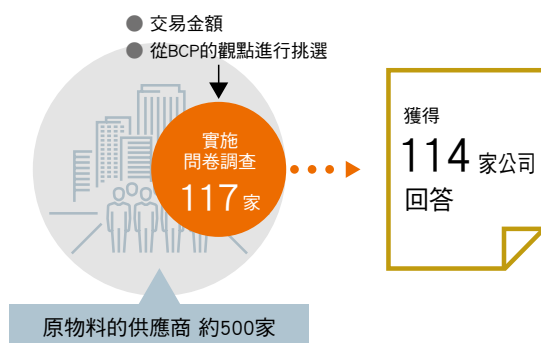 ● 交易金額
● 從BCP的觀點進行挑選
實施
問卷調查
117家
獲得
114家公司
回答
原物料的供應商 約500家